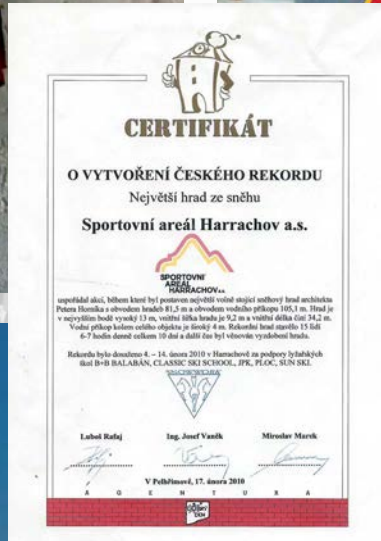 CERTIFIKÁT
O VYTVOŘENÍ ČESKÉHO REKORDU
Největší hrad ze sněhu
Sportovní areál Harrachov a.s.
SPORTOVNÍ
AREÁL
HARRACHOV a.s.
uspořádal akci, během které byl postaven největší volně stojící sněhový hrad architekta
Petera Horníka s obvodem hradeb 81,5 m a obvodem vodního příkopu 105,1 m. Hrad je
v nejvyšším bodě vysoký 13 m, vnitřní šířka hradu je 9,2 m a vnitřní délka činí 34,2 m.
Vodní příkop kolem celého objektu je široký 4 m. Rekordní hrad stavělo 15 lidí
6-7 hodin denně celkem 10 dní a další čas byl věnován vyzdobení hradu.
Rekordu bylo dosaženo 4. – 14. února 2010 v Harrachově za podpory lyžařských
škol B+B BALABÁN, CLASSIC SKI SCHOOL, JPK, PLOC, SUN SKI.
Luboš Rafaj Ing. Josef Vaněk Miroslav Marek
V Pelhřimově, 17. února 2010
A G E N T U R A
DOBRÝ
DEN